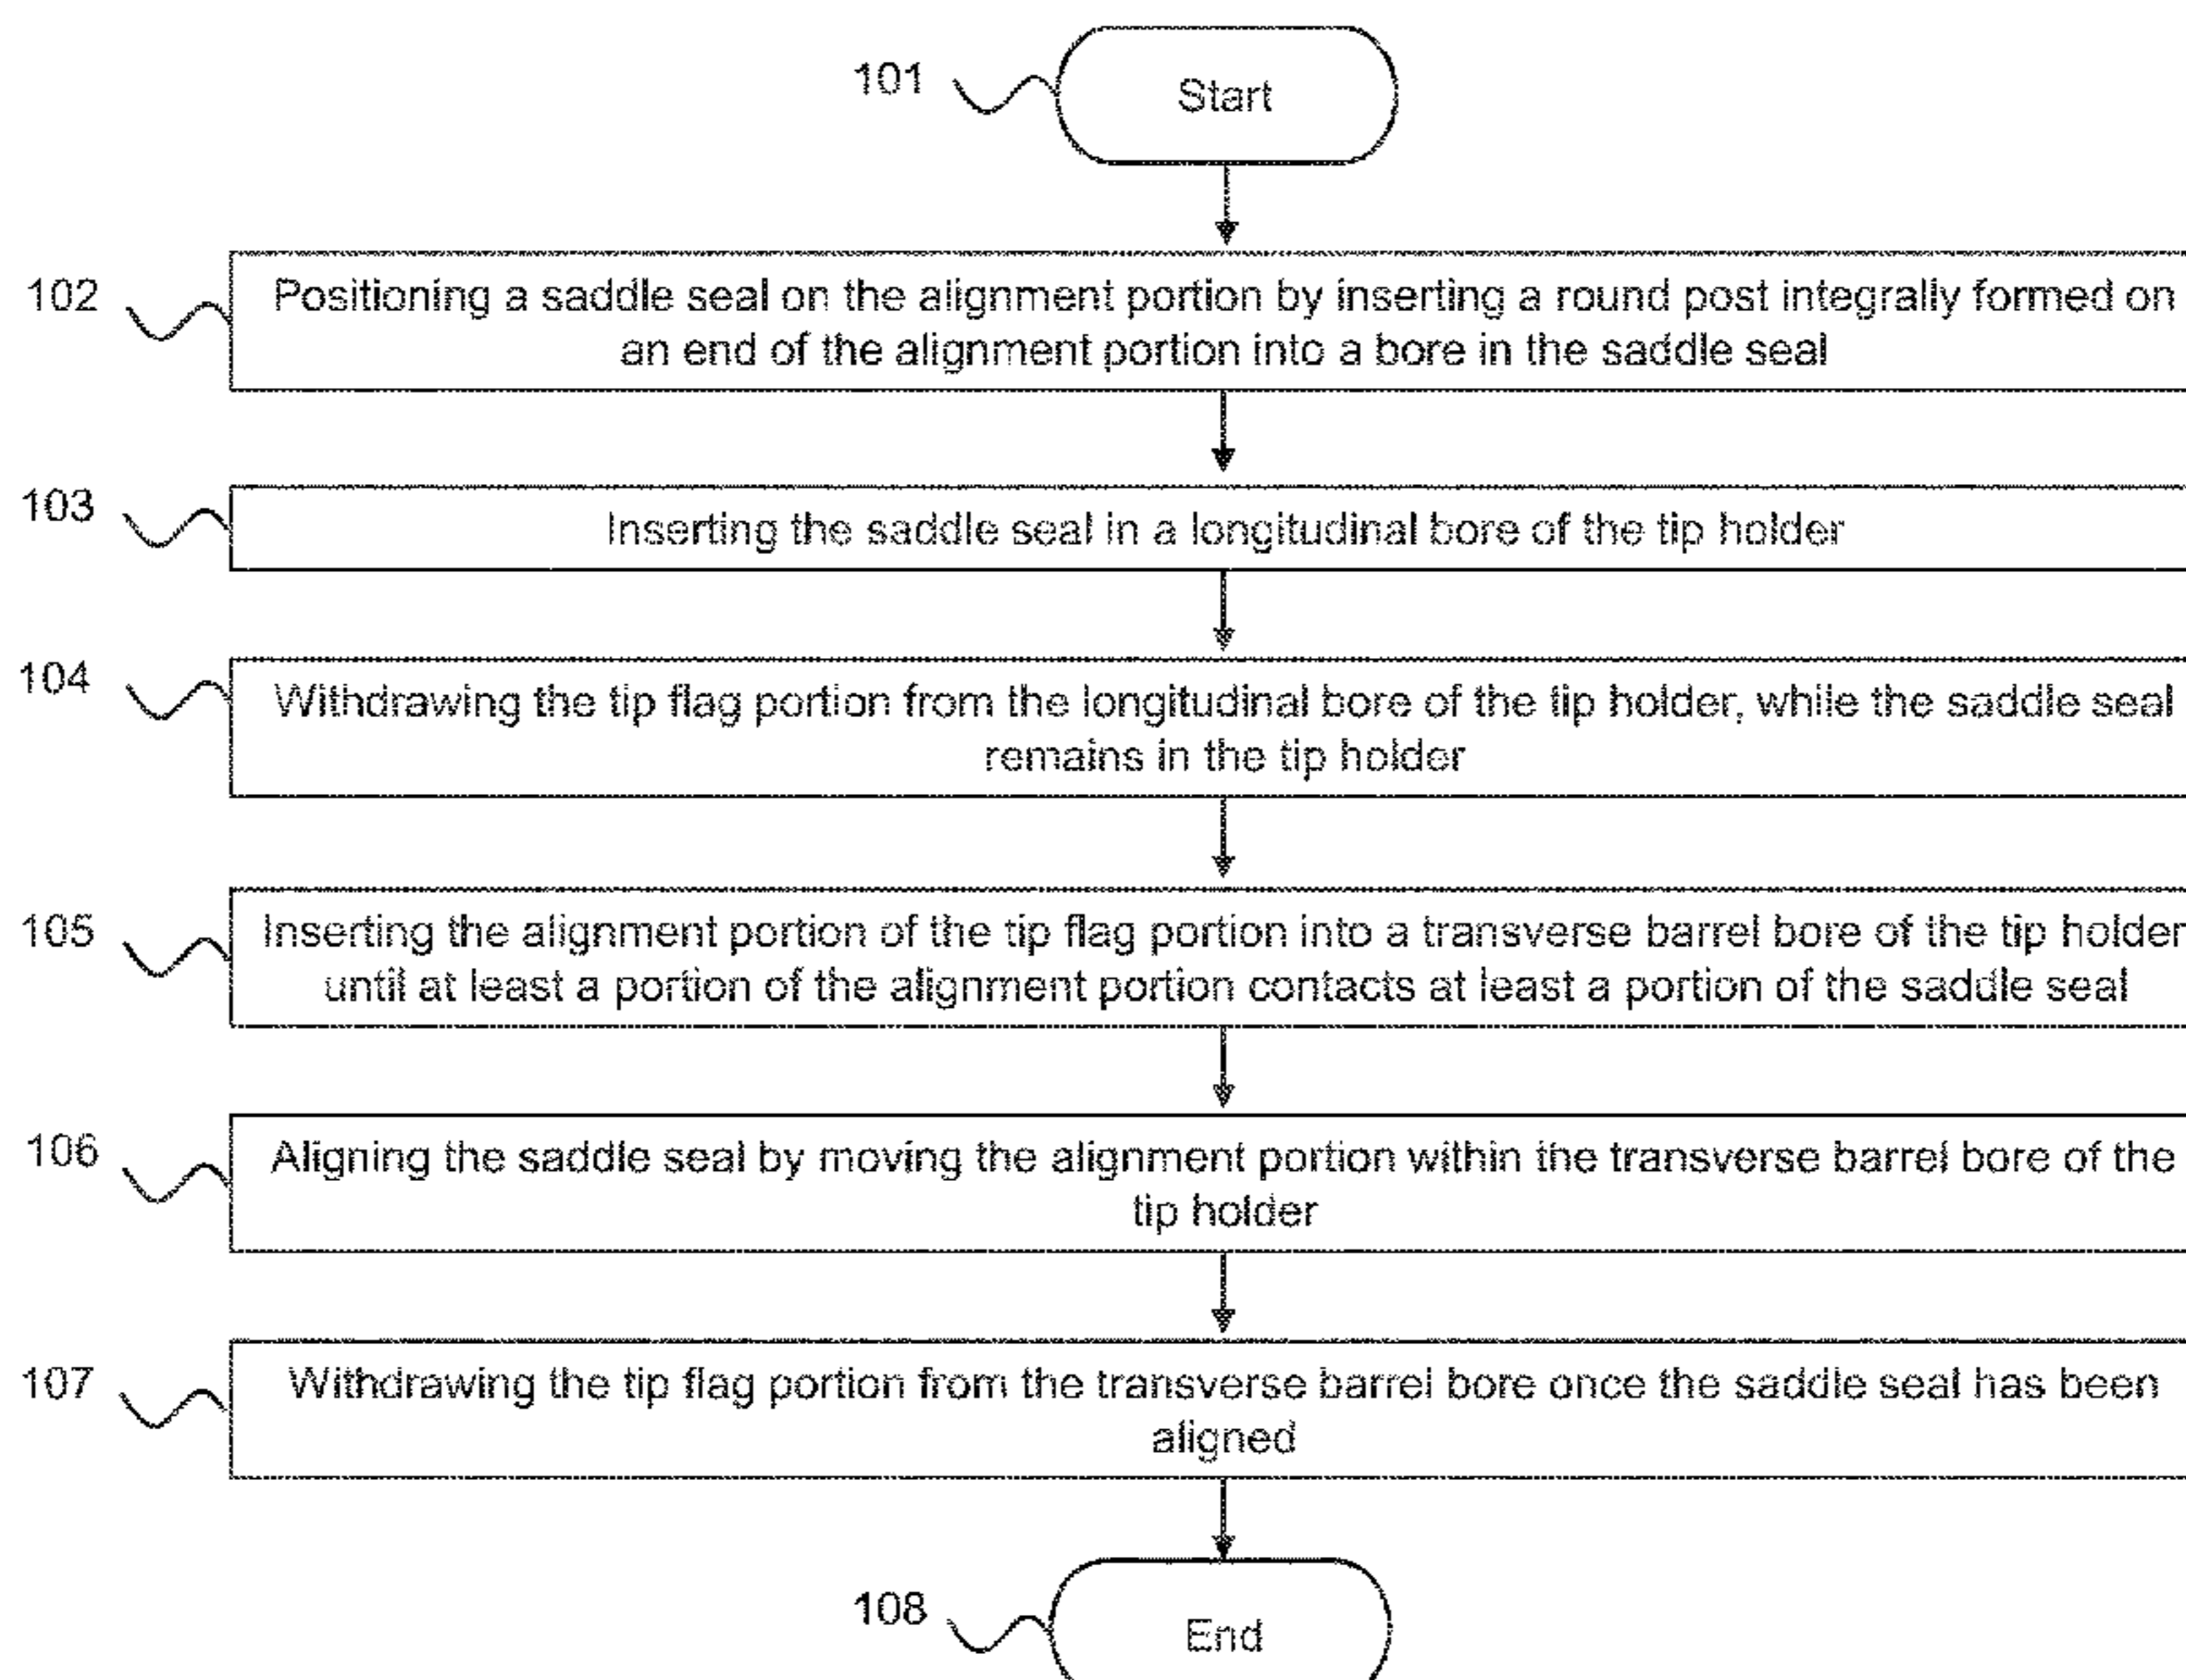 101
Start
102
Positioning a saddle seal on the alignment portion by inserting a round post integrally formed on
an end of the alignment portion into a bore in the saddle seal
103
Inserting the saddle seal in a longitudinal bore of the tip holder
104
Withdrawing the tip flag portion from the longitudinal bore of the tip holder, while the saddle seal
remains in the tip holder
105
Inserting the alignment portion of the tip flag portion into a transverse barrel bore of the tip holder
until at least a portion of the alignment portion contacts at least a portion of the saddle seal
106
Aligning the saddle seal by moving the alignment portion within the transverse barrel bore of the
tip holder
107
Withdrawing the tip flag portion from the transverse barrel bore once the saddle seal has been
aligned
108
End